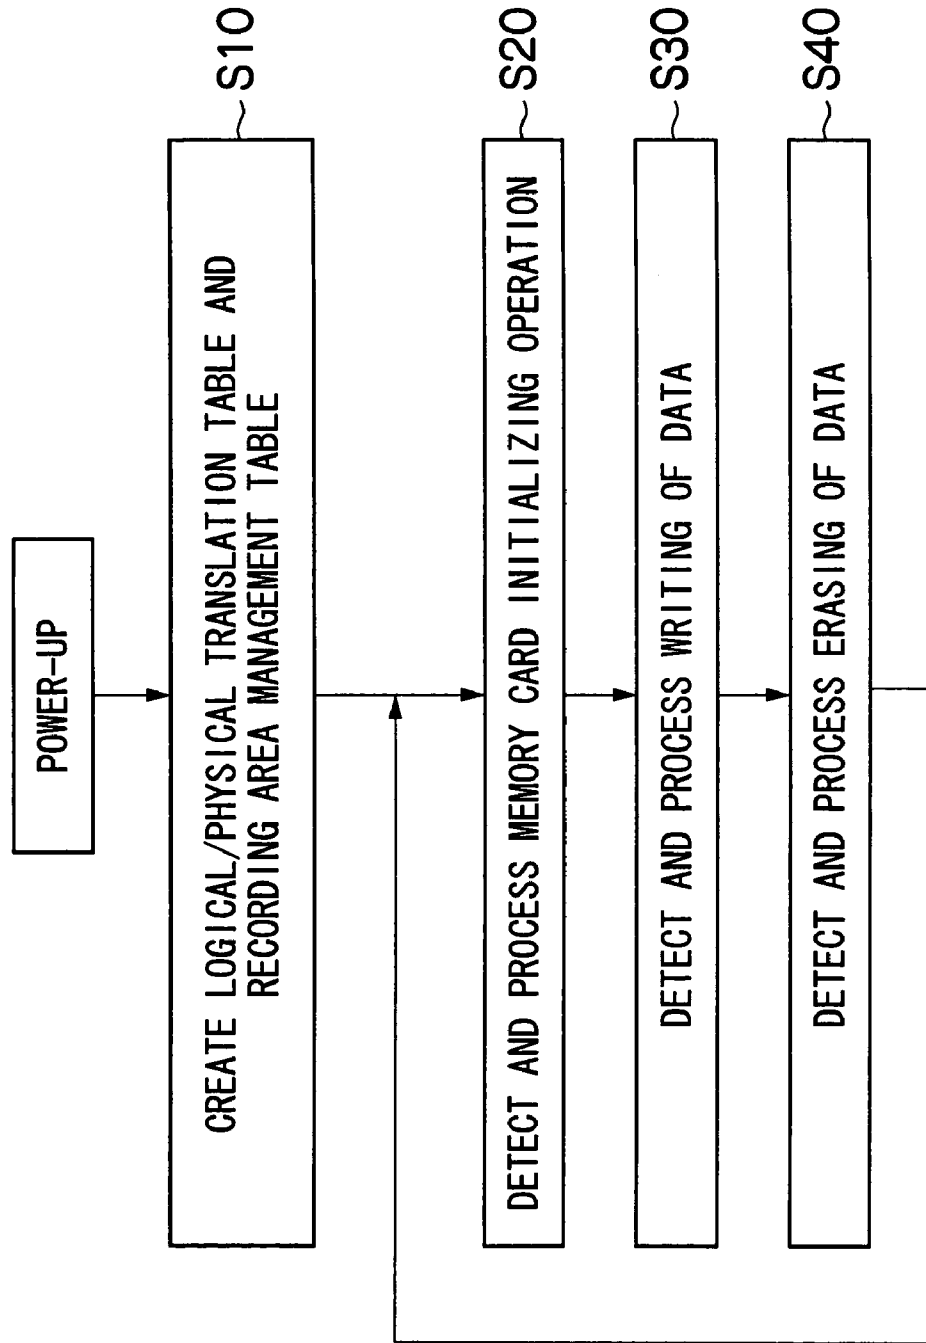 POWER-UP
CREATE LOGICAL/PHYSICAL TRANSLATION TABLE AND
RECORDING AREA MANAGEMENT TABLE
S10
DETECT AND PROCESS MEMORY CARD INITIALIZING OPERATION
S20
DETECT AND PROCESS WRITING OF DATA
S30
DETECT AND PROCESS ERASING OF DATA
S40